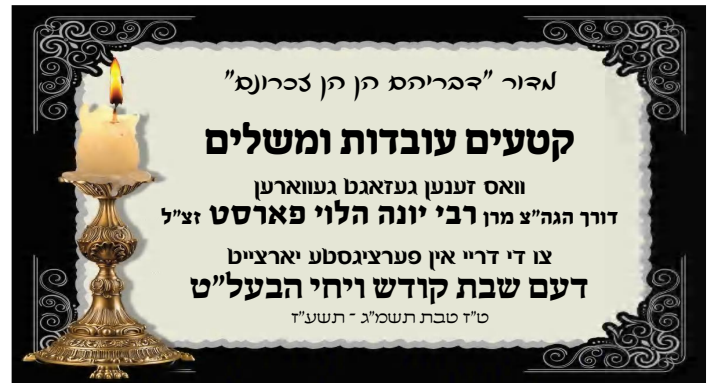 מדור "דבריהם הן הן זכרונם"
קטעים עובדות ומשלים
וואס זענען געזאגט געווארען
דורך הגה"צ מרן רבי יונה הלוי פארסט זצ"ל
צו די דריי אין פערציגסטע יארצייט
דעם שבת קודש ויחי הבעל"ט
ט"ז טבת תשמ"ג - תשע"ז